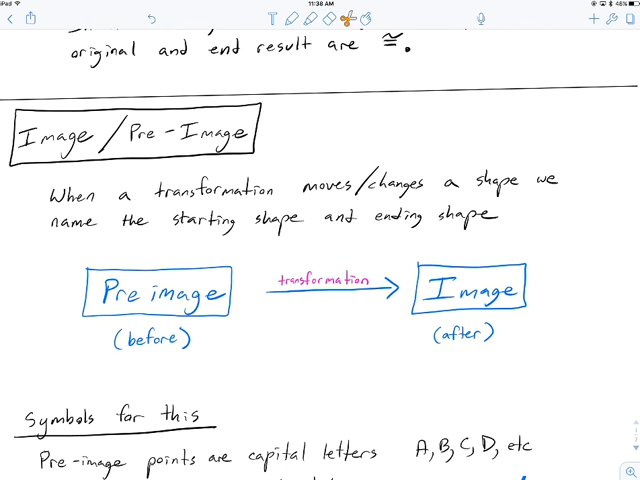 iPad
11:38 AM
48%
original and end result are ≅.
Image / Pre-Image
When a transformation moves/changes a shape we
name the starting shape and ending shape
Pre image
transformation
Image
(before)
(after)
Symbols for this
Pre-image points are capital letters A, B, C, D, etc